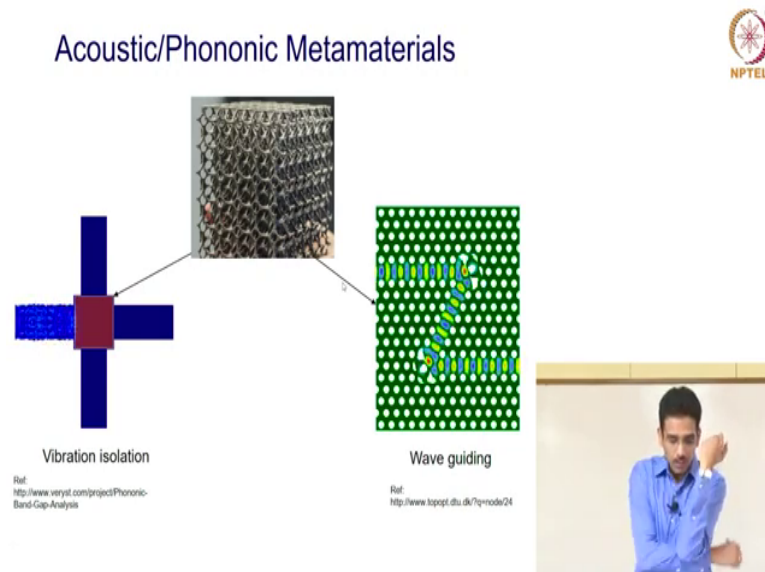 Acoustic/Phononic Metamaterials
NPTEL
Vibration isolation
Ref:
http://www.veryst.com/project/Phononic-
Band-Gap-Analysis
Wave guiding
Ref:
http://www.topopt.dtu.dk/?q=node/24